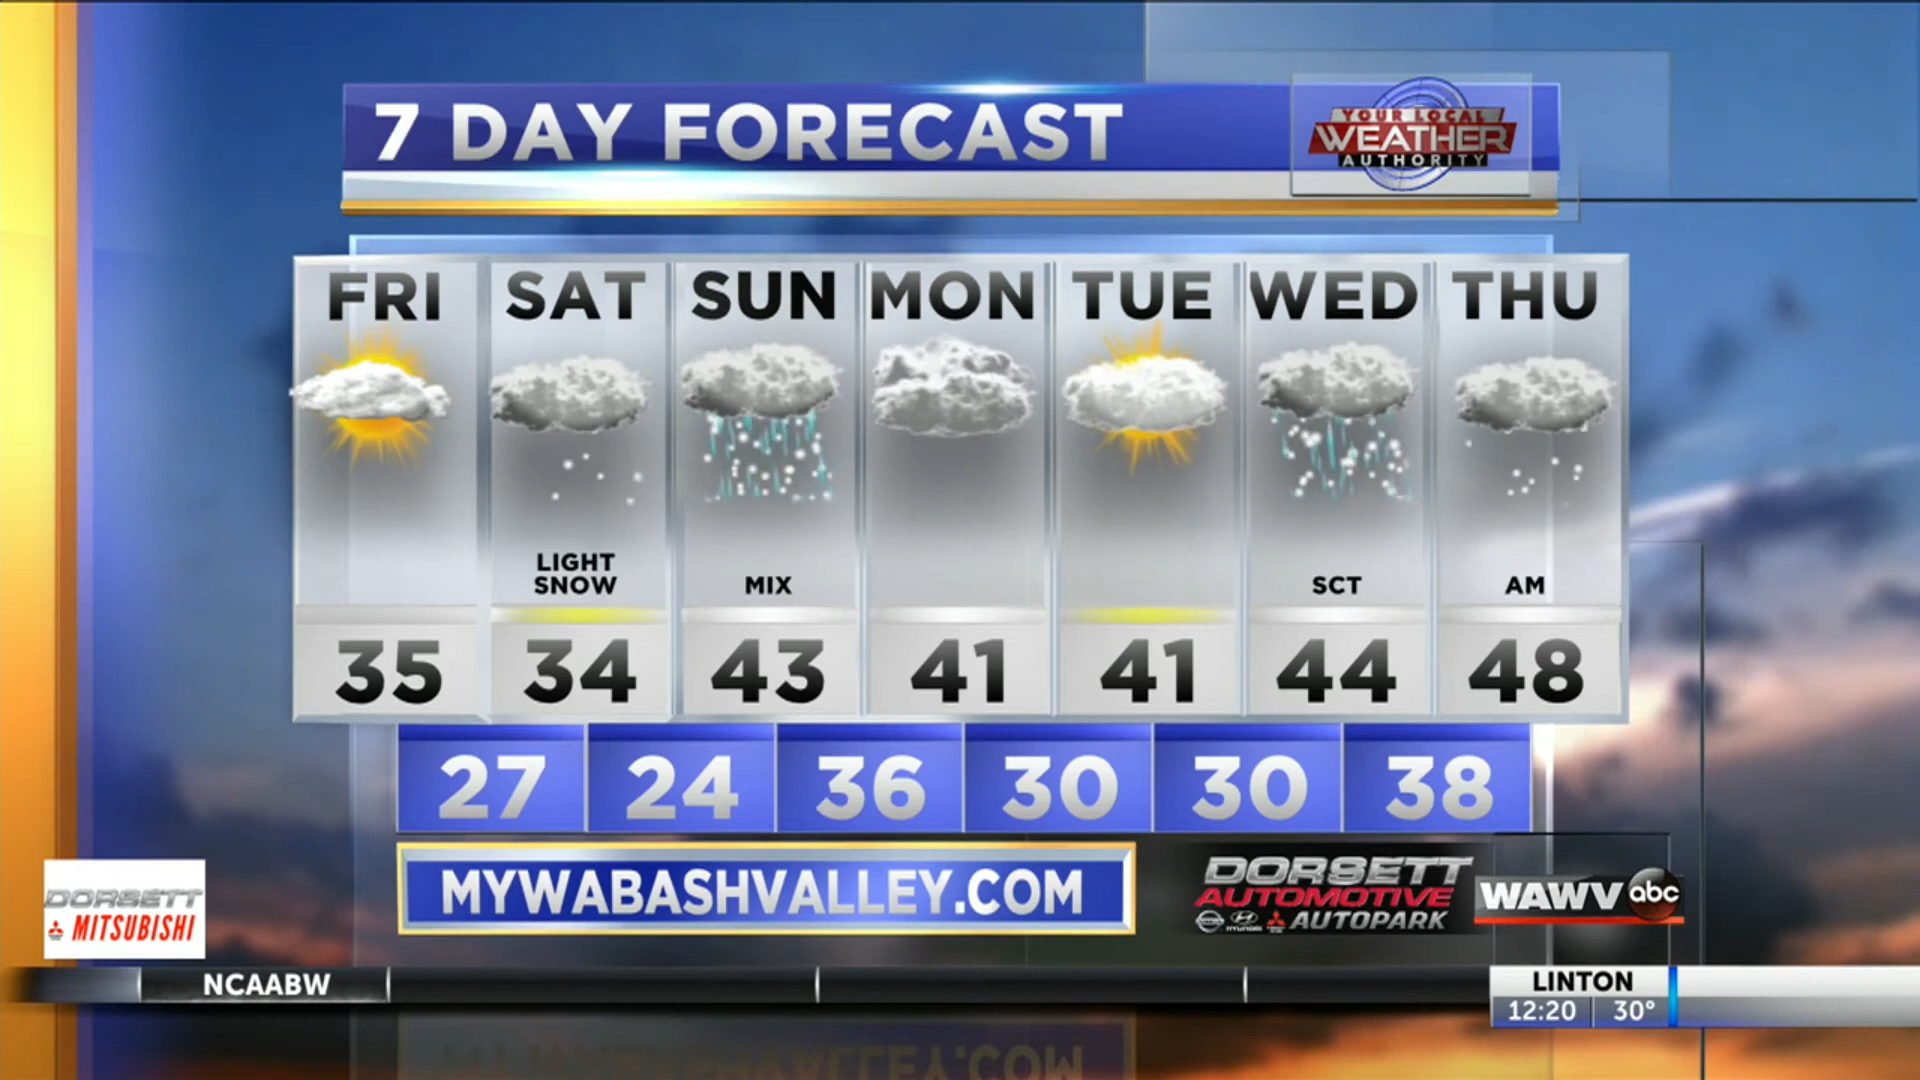 7 DAY FORECAST
YOUR LOCAL
WEATHER
AUTHORITY
FRI SAT SUN MON TUE WED THU
LIGHT
SNOW MIX SCT AM
35 34 43 41 41 44 48
27 24 36 30 30 38
MYWABASHVALLEY.COM
DORSETT
AUTOMOTIVE
HYUNDAI AUTOPARK
WAWV abc
DORSETT
MITSUBISHI
NCAABW
LINTON
12:20 30°